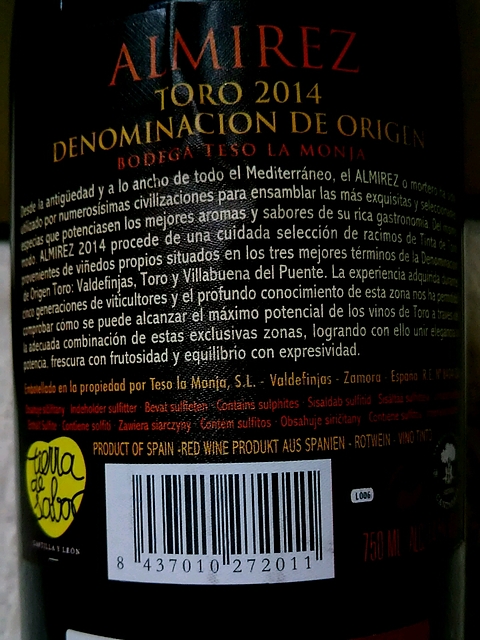 ALMIREZ
TORO 2014
DENOMINACION DE ORIGEN
BODEGA TESO LA MONJA
Desde la antigüedad y a lo ancho de todo el Mediterráneo, el ALMIREZ o mortero
utilizado por numerosísimas civilizaciones para ensamblar las más exquisitas y
especias que potenciasen los mejores aromas y sabores de su rica gastronomía.
modo. ALMIREZ 2014 procede de una cuidada selección de racimos de Tinta de
provenientes de viñedos propios situados en los tres mejores términos de la Denominación
de Origen Toro: Valdefinjas, Toro y Villabuena del Puente. La experiencia adquirida durante
cinco generaciones de viticultores y el profundo conocimiento de esta zona nos ha permitido
comprobar cómo se puede alcanzar el máximo potencial de los vinos de Toro a través
la adecuada combinación de estas exclusivas zonas, logrando con ello unir elegancia
potencia, frescura con frutosidad y equilibrio con expresividad.
Embotellado en la propiedad por Teso la Monja, S.L. - Valdefinjas - Zamora - España R.E. Nº
Indeholder sulfitter - Bevat sulfieten - Contains sulphites - Sisaldab sulfitid
Contiene solfiti - Zawiera siarczyny - Contém sulfitos - Obsahuje siričitany - Contiene
PRODUCT OF SPAIN -RED WINE PRODUKT AUS SPANIEN - ROTWEIN - VINO TINTO
tierra
de
sabor
CASTILLA Y LEÓN
L006
750 ML
8 437010 272011